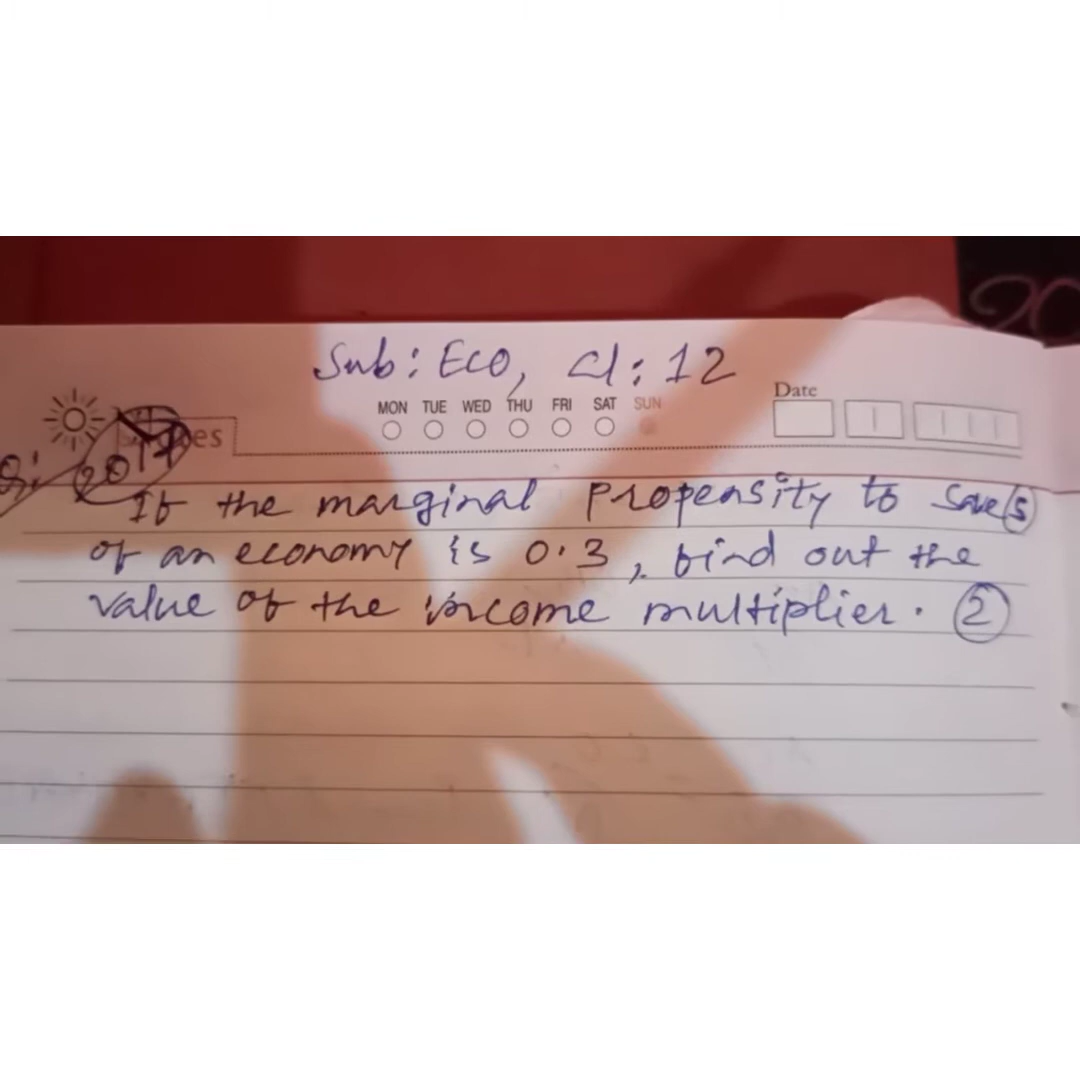 Sub: Eco, Cl: 12
Date
MON TUE WED THU FRI SAT SUN
Q: 2017
If the marginal propensity to save(s)
of an economy is 0.3, find out the
value of the income multiplier. 2